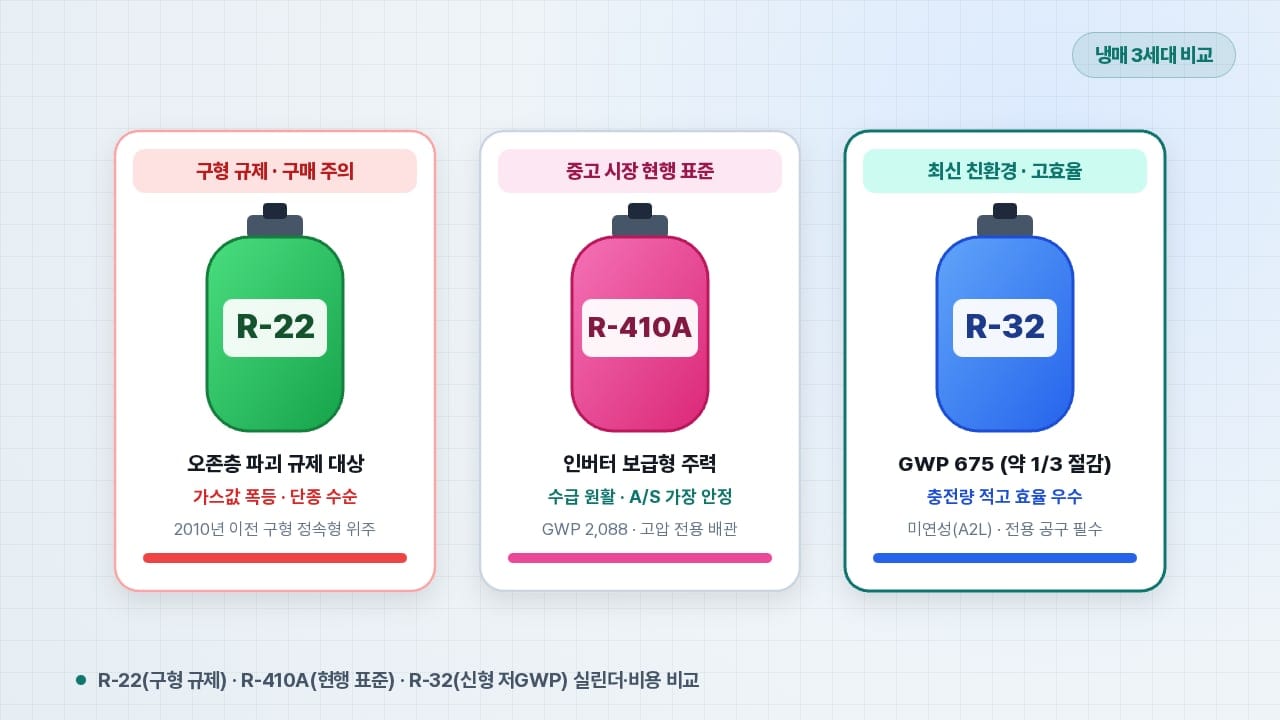 냉매 3세대 비교
구형 규제 · 구매 주의
R-22
오존층 파괴 규제 대상
가스값 폭등 · 단종 수순
2010년 이전 구형 정속형 위주
중고 시장 현행 표준
R-410A
인버터 보급형 주력
수급 원활 · A/S 가장 안정
GWP 2,088 · 고압 전용 배관
최신 친환경 · 고효율
R-32
GWP 675 (약 1/3 절감)
충전량 적고 효율 우수
미연성(A2L) · 전용 공구 필수
R-22(구형 규제) · R-410A(현행 표준) · R-32(신형 저GWP) 실린더·비용 비교